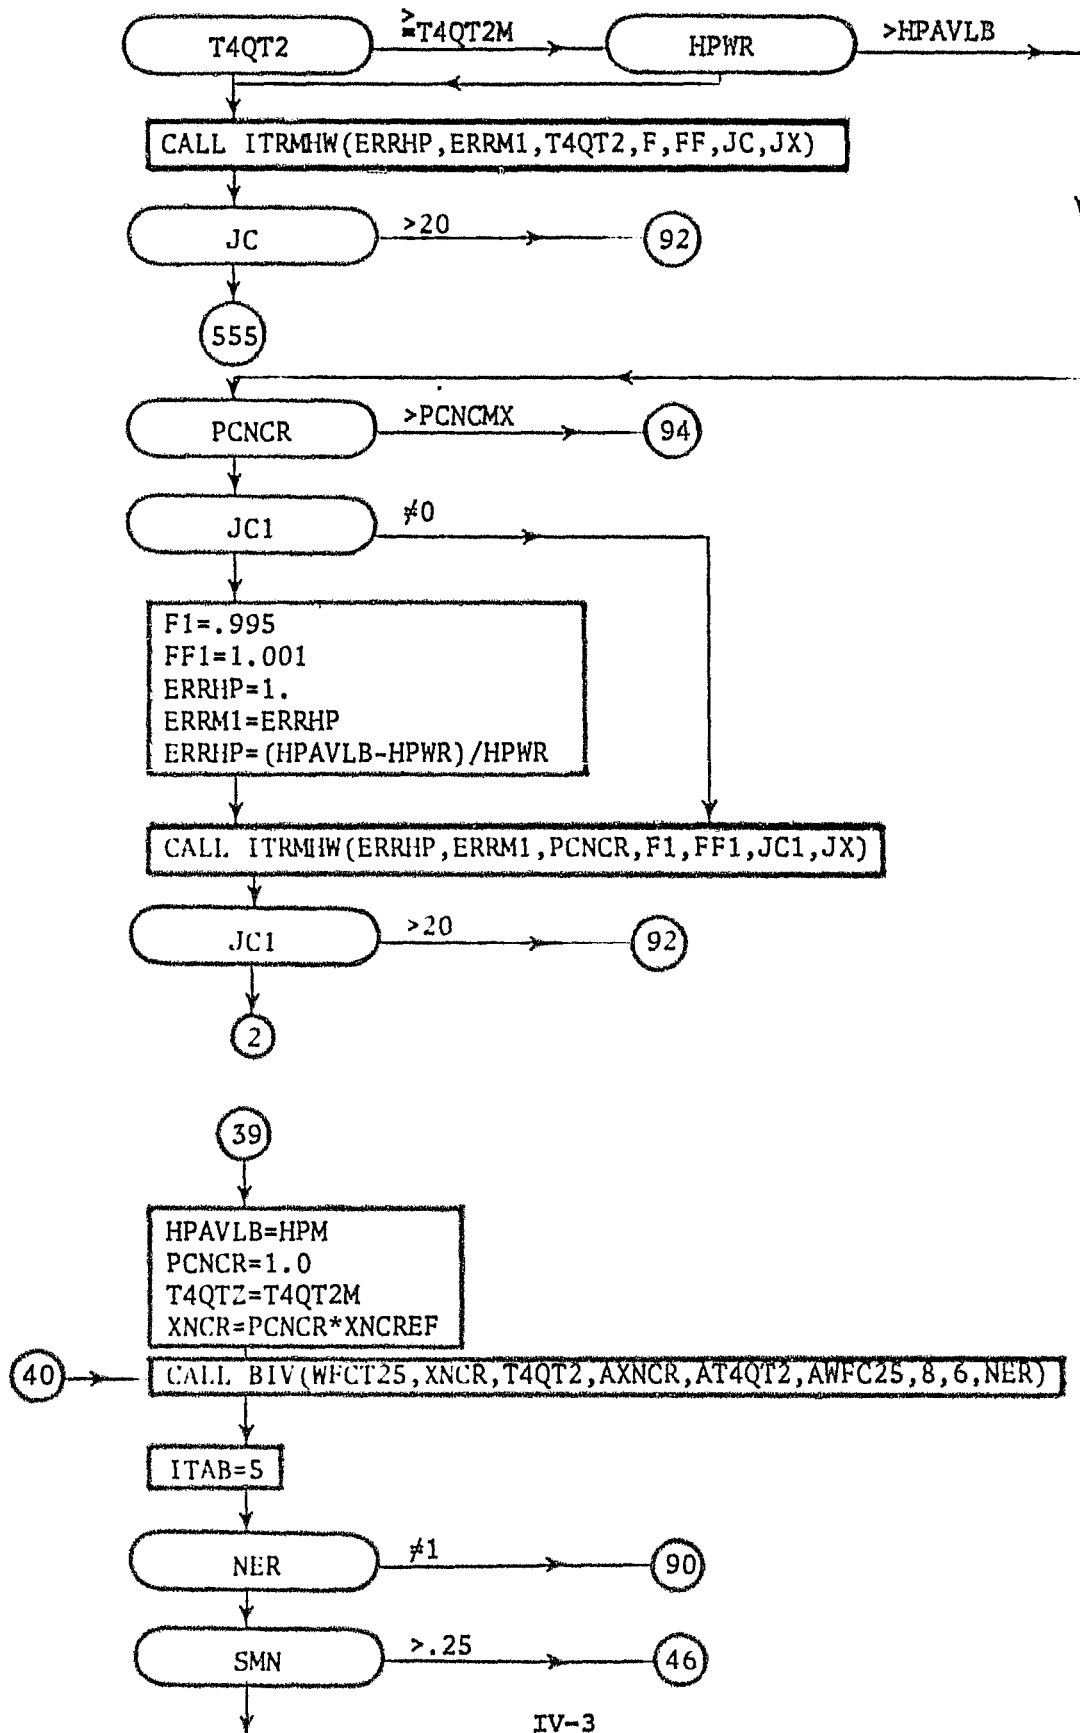 T4QT2
≥T4QT2M
HPWR
>HPAVLB
CALL ITRMHW(ERRHP,ERRM1,T4QT2,F,FF,JC,JX)
JC
>20
92
555
PCNCR
>PCNCMX
94
JC1
≠0
F1=.995
FF1=1.001
ERRHP=1.
ERRM1=ERRHP
ERRHP=(HPAVLB-HPWR)/HPWR
CALL ITRMHW(ERRHP,ERRM1,PCNCR,F1,FF1,JC1,JX)
JC1
>20
92
2
39
HPAVLB=HPM
PCNCR=1.0
T4QTZ=T4QT2M
XNCR=PCNCR*XNCREF
40
CALL BIV(WFCT25,XNCR,T4QT2,AXNCR,AT4QT2,AWFC25,8,6,NER)
ITAB=5
NER
≠1
90
SMN
>.25
46
IV-3